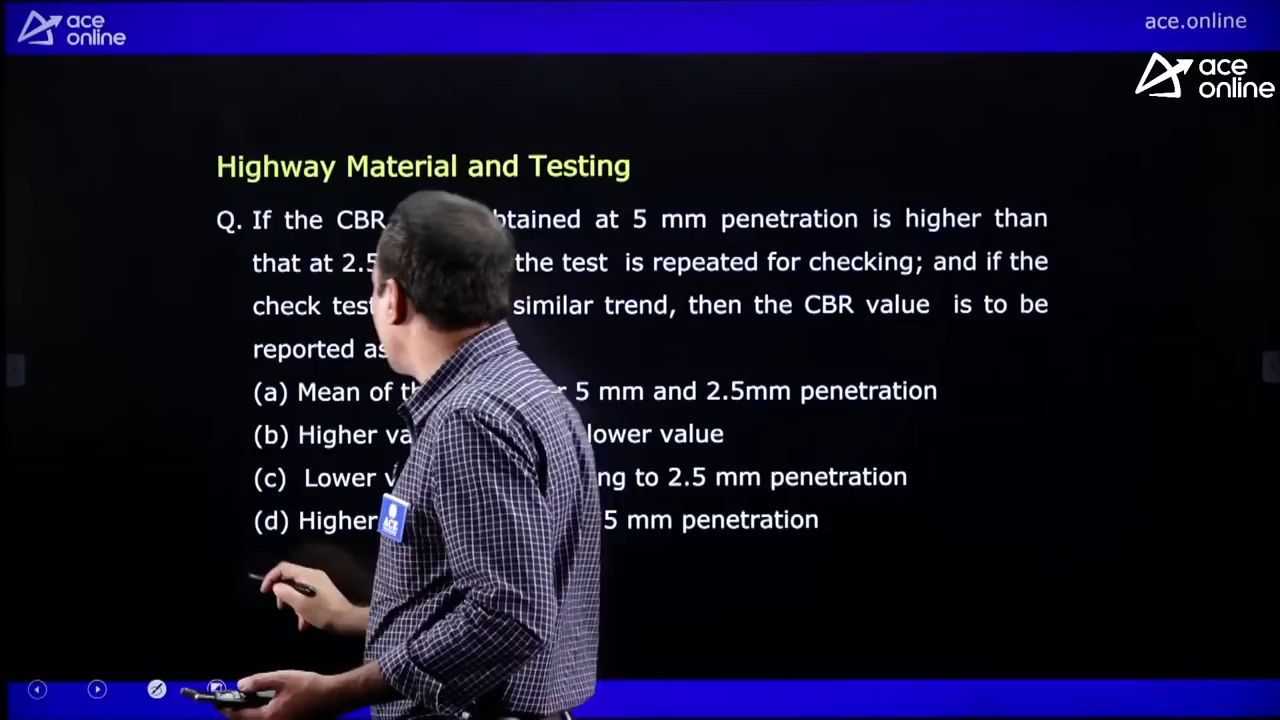 ace online
ace.online
ace online
Highway Material and Testing
Q. If the CBR obtained at 5 mm penetration is higher than
that at 2.5 the test is repeated for checking; and if the
check test similar trend, then the CBR value is to be
reported as
(a) Mean of 5 mm and 2.5mm penetration
(b) Higher lower value
(c) Lower to 2.5 mm penetration
(d) Higher 5 mm penetration
ACE